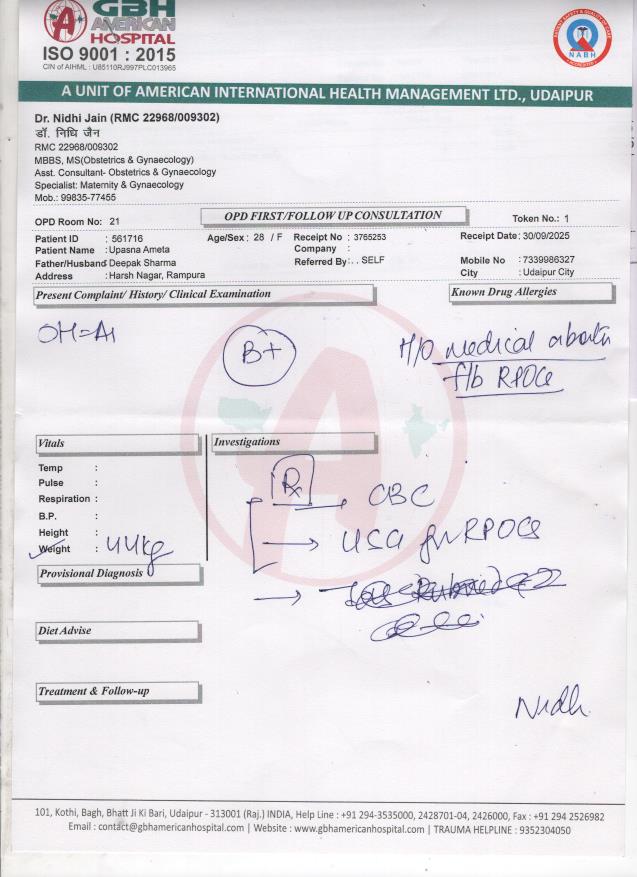 GBH
AMERICAN
HOSPITAL
ISO 9001 : 2015
CIN of AIHML : U85110RJ997PLC013965
NABH
A UNIT OF AMERICAN INTERNATIONAL HEALTH MANAGEMENT LTD., UDAIPUR
Dr. Nidhi Jain (RMC 22968/009302)
डॉ. निधि जैन
RMC 22968/009302
MBBS, MS(Obstetrics & Gynaecology)
Asst. Consultant- Obstetrics & Gynaecology
Specialist: Maternity & Gynaecology
Mob.: 99835-77455
OPD Room No: 21 OPD FIRST/FOLLOW UP CONSULTATION Token No.: 1
Patient ID : 561716 Age/Sex : 28 / F Receipt No : 3765253 Receipt Date: 30/09/2025
Patient Name : Upasna Ameta Company :
Father/Husband: Deepak Sharma Referred By : . . SELF Mobile No : 7339986327
Address : Harsh Nagar, Rampura City : Udaipur City
Present Complaint/ History/ Clinical Examination Known Drug Allergies
OH=A1 B+ H/O medical
f/b RPOCs
Vitals Investigations
Temp :
Pulse : Rx
Respiration : CBC
B.P. :
Height :
Weight : 44kg → USG for RPOCs
Provisional Diagnosis
→
Diet Advise
Treatment & Follow-up
Nidhi
101, Kothi, Bagh, Bhatt Ji Ki Bari, Udaipur - 313001 (Raj.) INDIA, Help Line : +91 294-3535000, 2428701-04, 2426000, Fax : +91 294 2526982
Email : contact@gbhamericanhospital.com | Website : www.gbhamericanhospital.com | TRAUMA HELPLINE : 9352304050